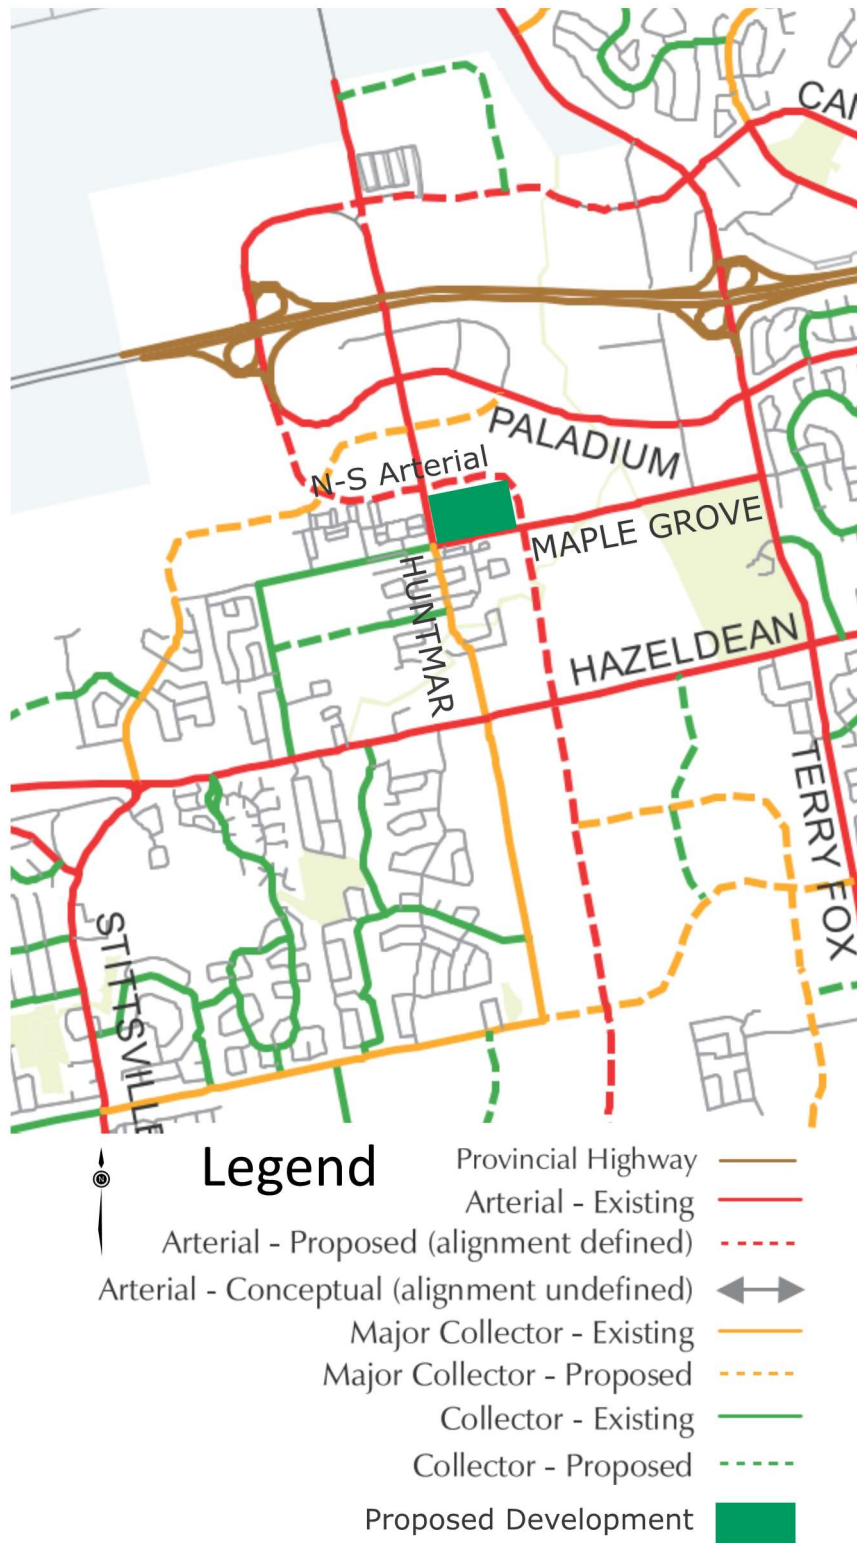 CAN
PALADIUM
N-S Arterial
MAPLE GROVE
HUNTMAR
HAZELDEAN
TERRY FOX
STITTSVILLE
N
Legend
Provincial Highway
Arterial - Existing
Arterial - Proposed (alignment defined)
Arterial - Conceptual (alignment undefined)
Major Collector - Existing
Major Collector - Proposed
Collector - Existing
Collector - Proposed
Proposed Development